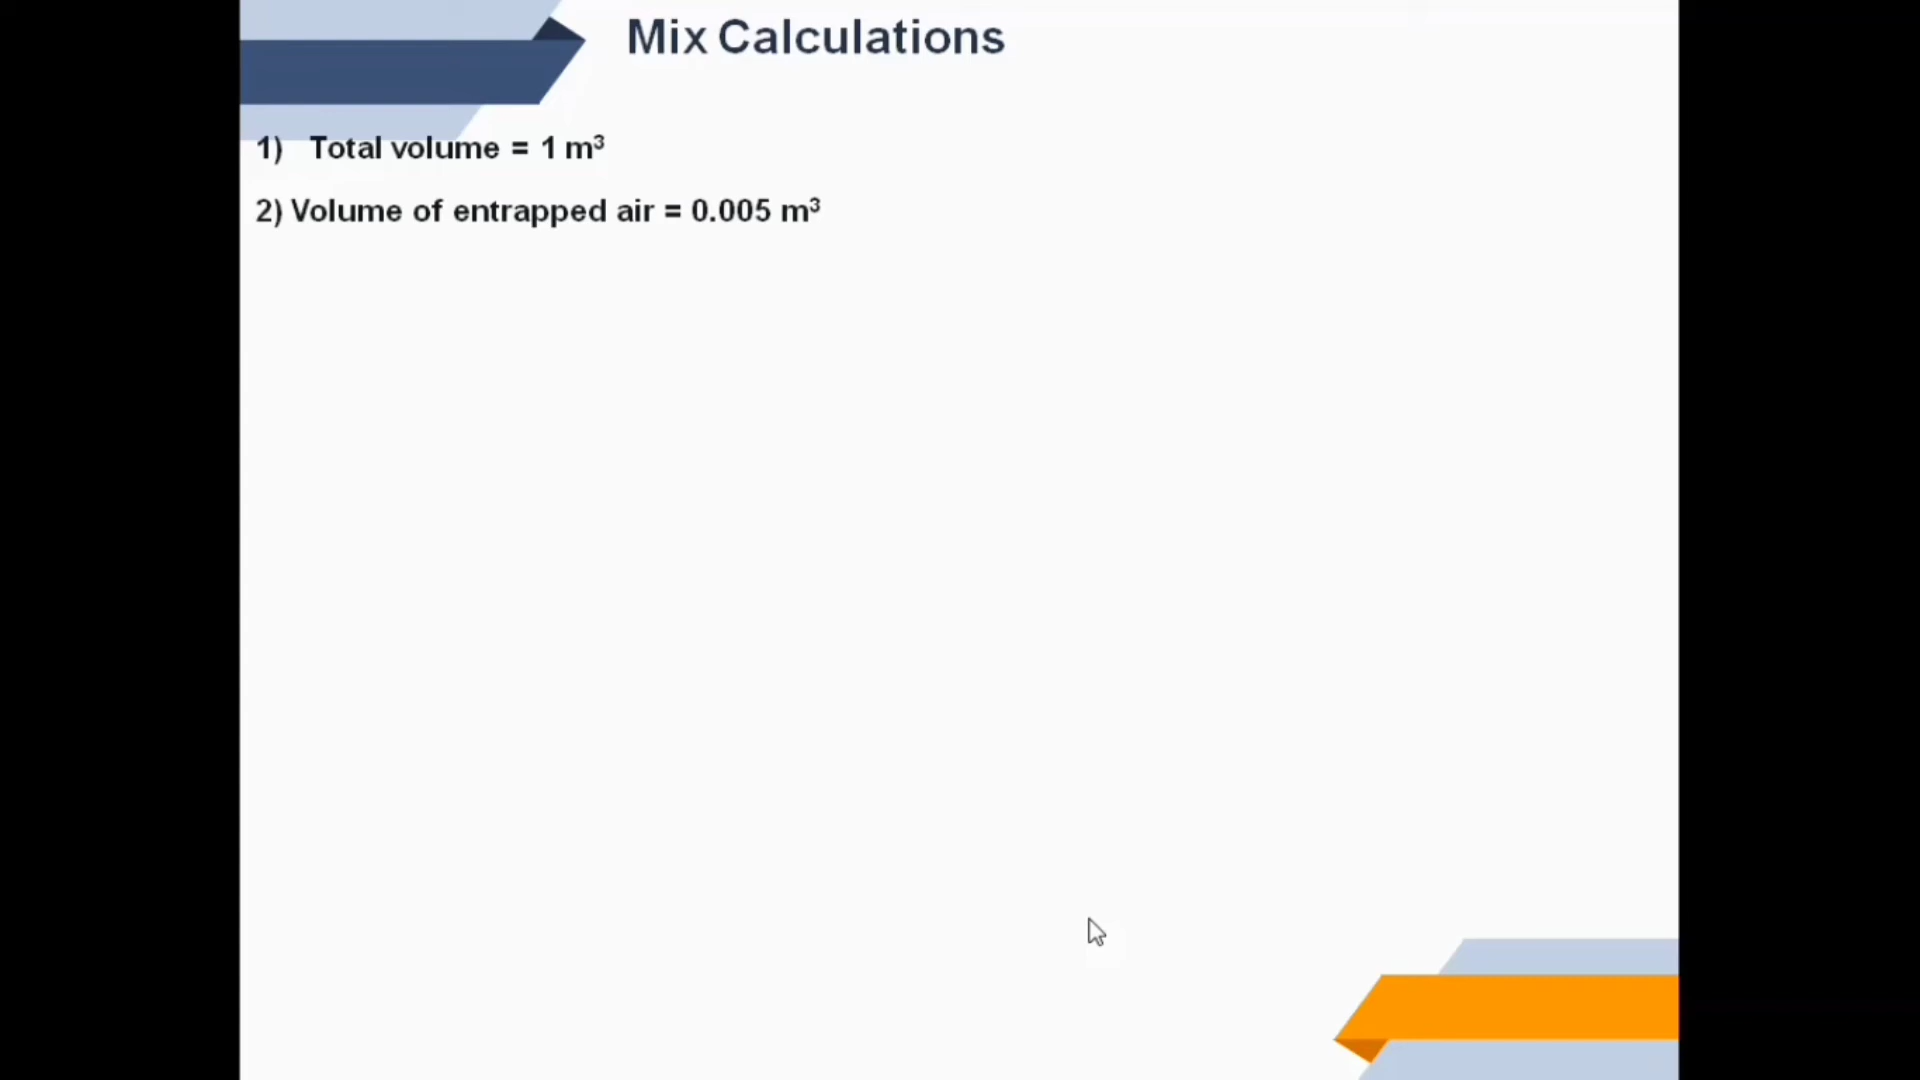 Mix Calculations
1) Total volume = 1 m³
2) Volume of entrapped air = 0.005 m³